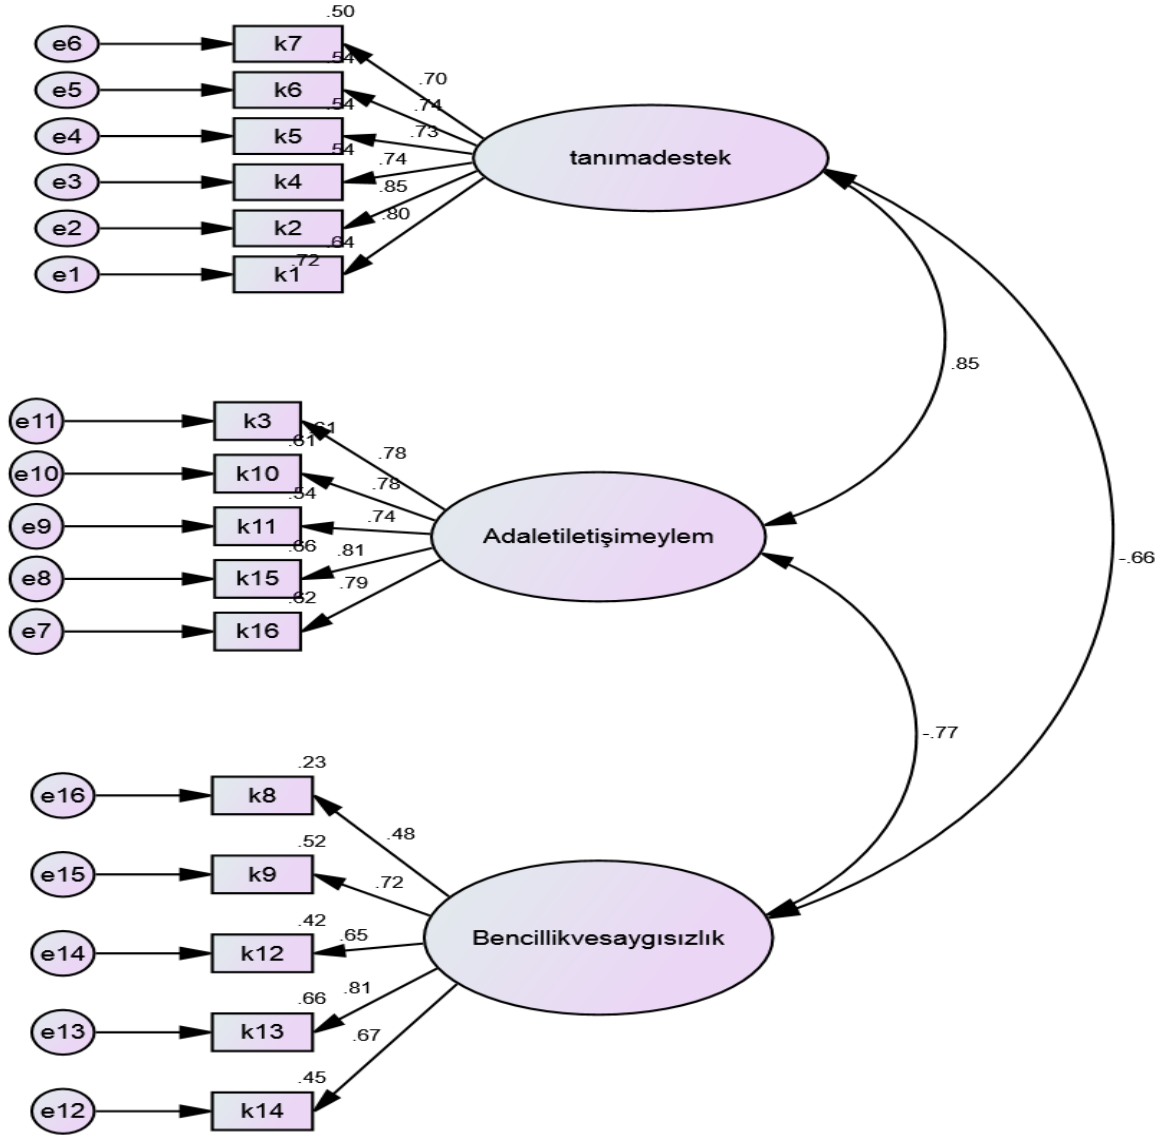 .50
e6 k7 .70
.54
e5 k6 .74
.54
e4 k5 .73
.54
e3 k4 .74
e2 k2 .85
.64
e1 k1 .80
.72
tanımadestek
.85
-.66
e11 k3 .61 .78
.61
e10 k10 .78
.54
e9 k11 .74
.66
e8 k15 .81
.62
e7 k16 .79
Adaletiletişimeylem
-.77
.23
e16 k8 .48
.52
e15 k9 .72
.42
e14 k12 .65
.66
e13 k13 .81
.45
e12 k14 .67
Bencillikvesaygısızlık